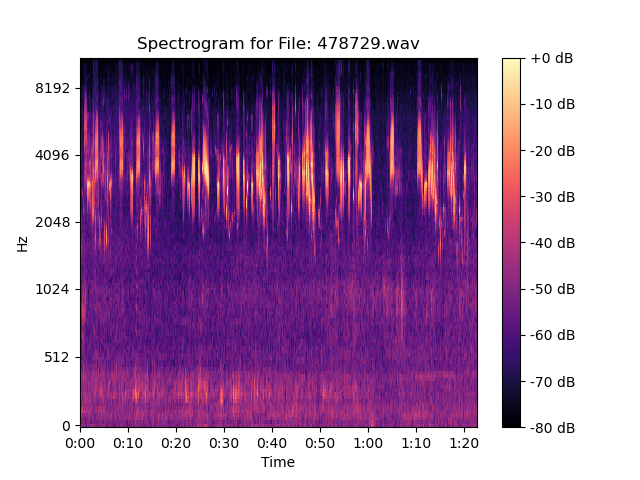 Spectrogram for File: 478729.wav
+0 dB
8192
-10 dB
4096
-20 dB
-30 dB
2048
Hz
-40 dB
1024
-50 dB
-60 dB
512
-70 dB
0
-80 dB
0:00 0:10 0:20 0:30 0:40 0:50 1:00 1:10 1:20
Time